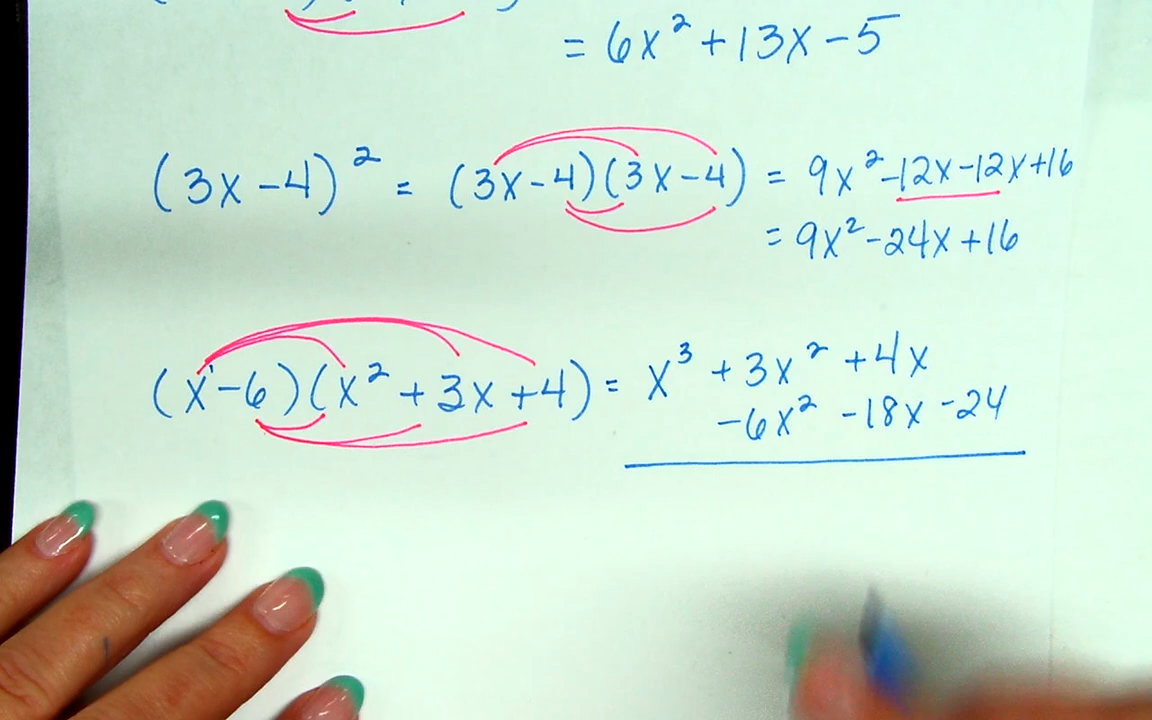 = 6x² + 13x - 5
(3x - 4)² = (3x - 4)(3x - 4) = 9x² - 12x - 12x + 16
= 9x² - 24x + 16
(x - 6)(x² + 3x + 4) = x³ + 3x² + 4x
- 6x² - 18x - 24